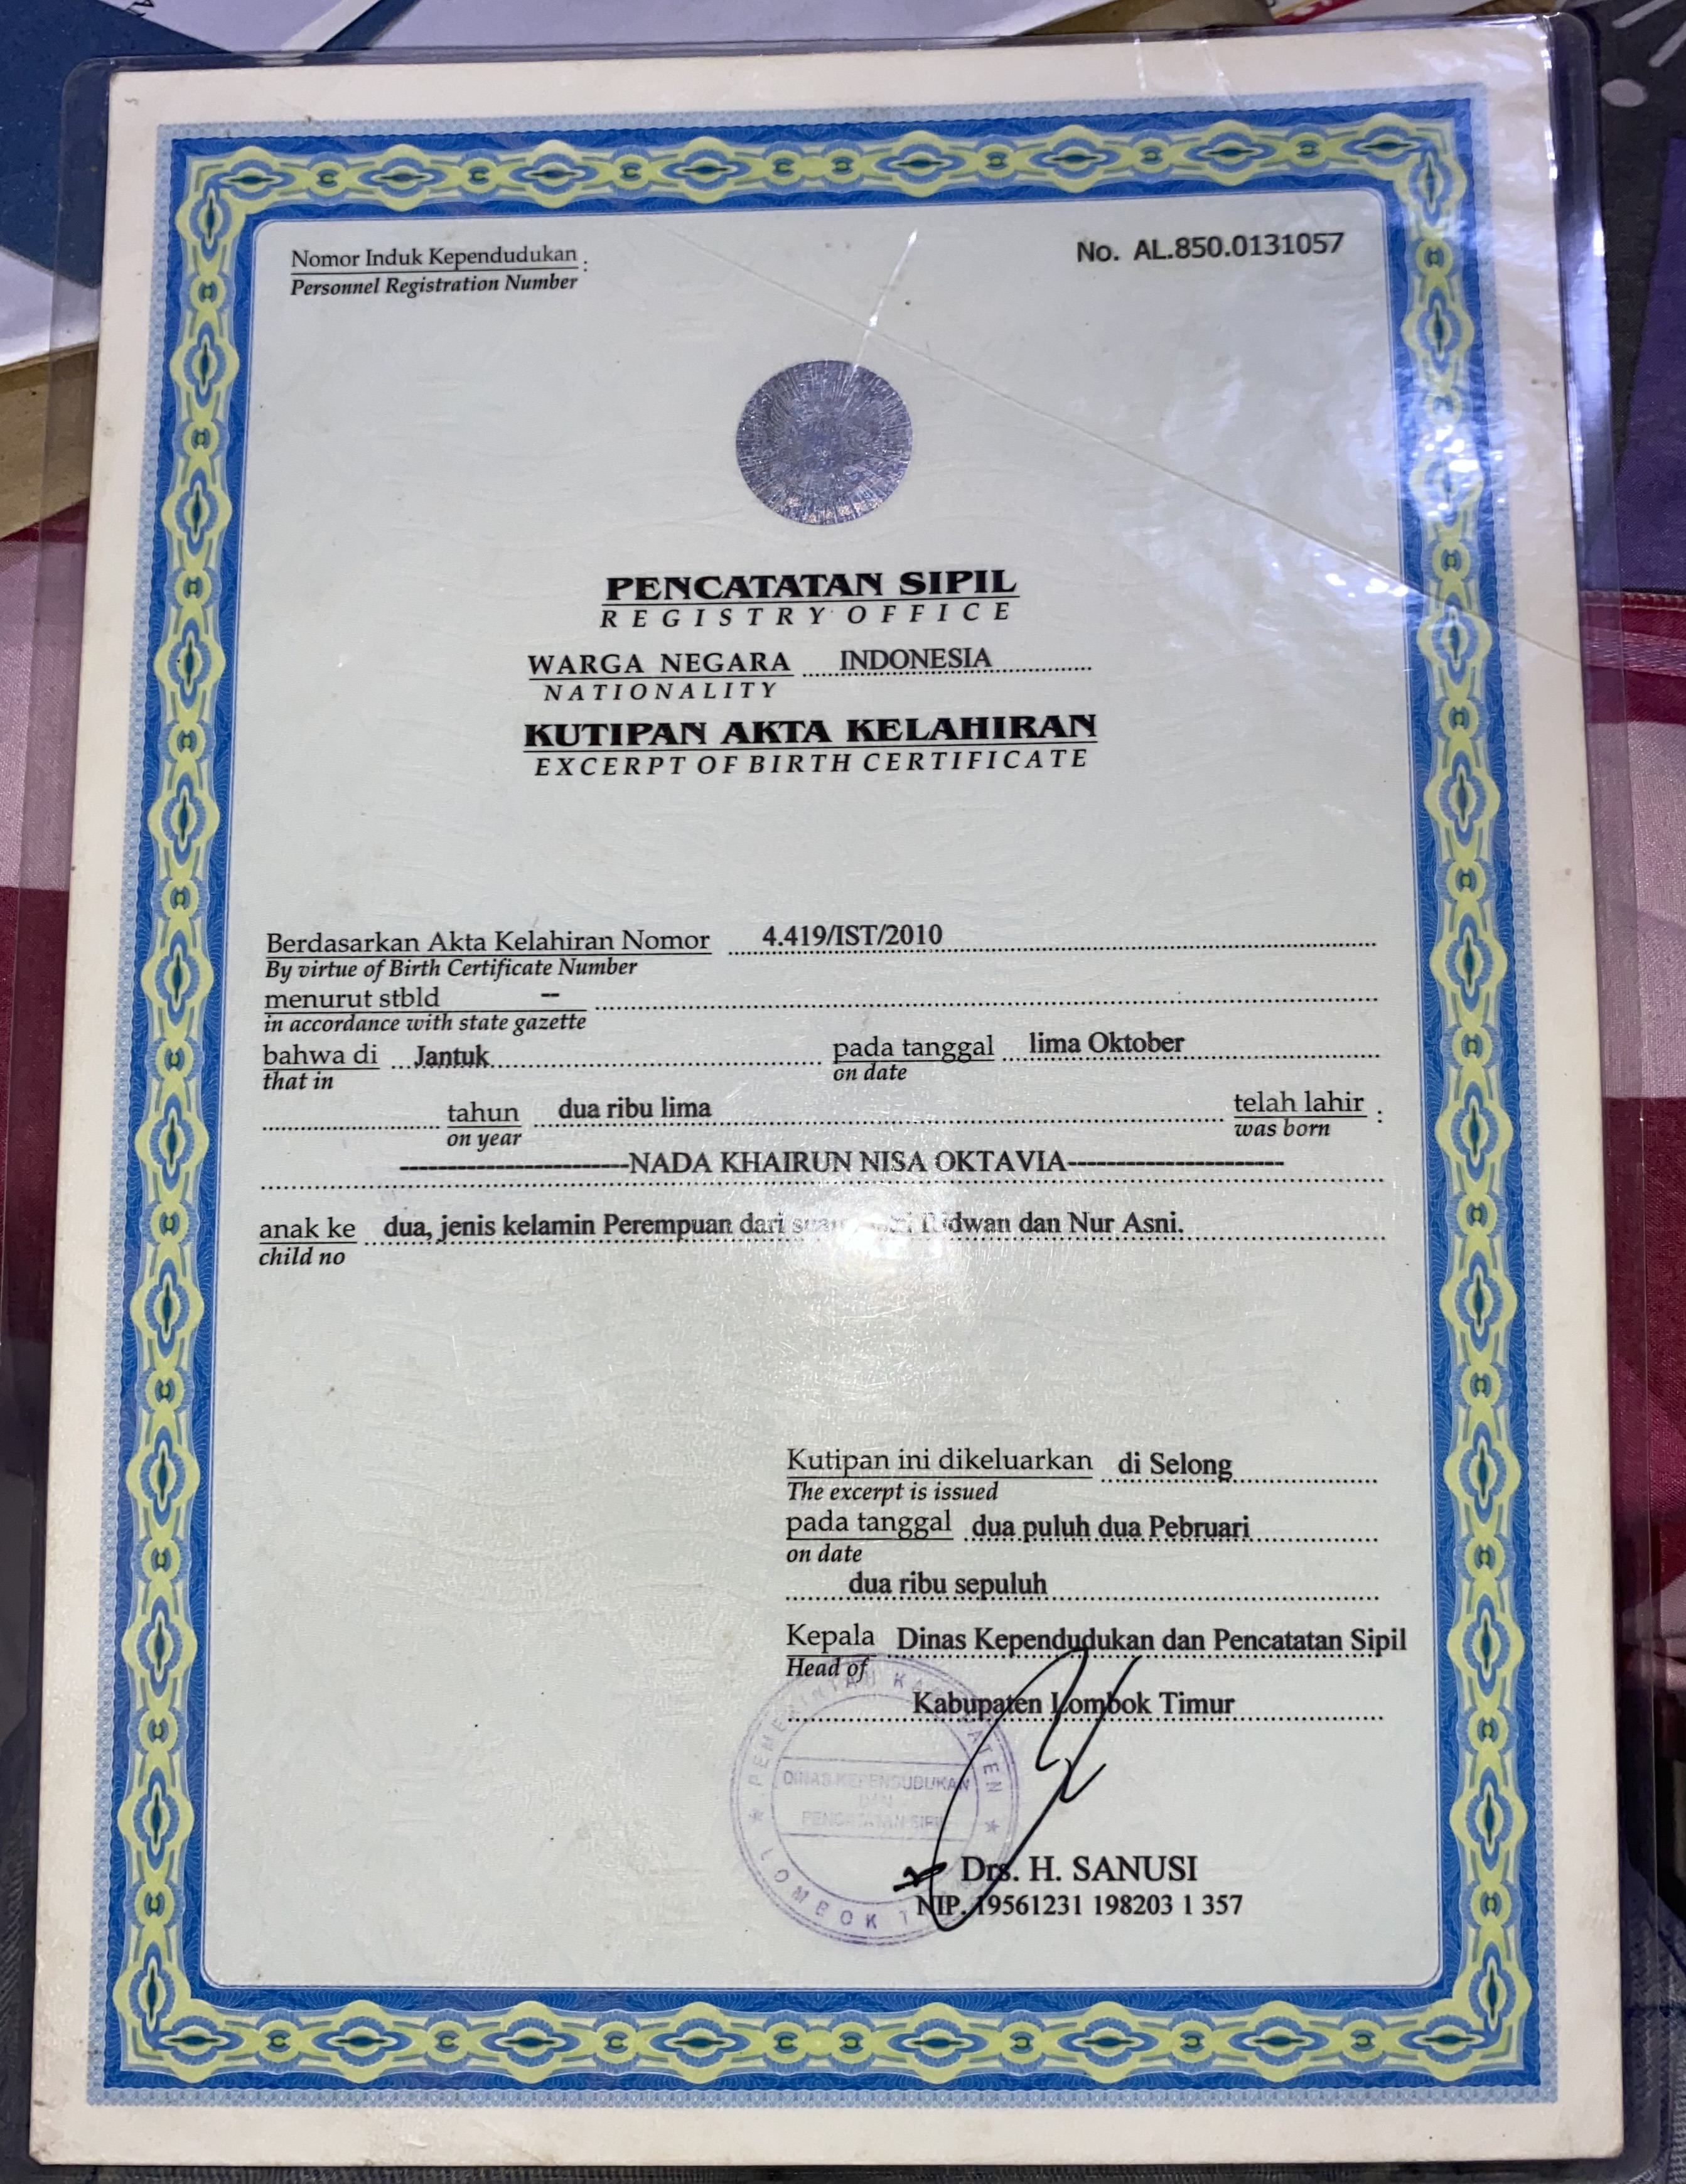 Nomor Induk Kependudukan :
Personnel Registration Number
No. AL.850.0131057
PENCATATAN SIPIL
REGISTRY OFFICE
WARGA NEGARA INDONESIA
NATIONALITY
KUTIPAN AKTA KELAHIRAN
EXCERPT OF BIRTH CERTIFICATE
Berdasarkan Akta Kelahiran Nomor 4.419/IST/2010
By virtue of Birth Certificate Number
menurut stbld --
in accordance with state gazette
bahwa di Jantuk pada tanggal lima Oktober
that in on date
tahun dua ribu lima telah lahir :
on year was born
NADA KHAIRUN NISA OKTAVIA
anak ke dua, jenis kelamin Perempuan dari dan Nur Asni.
child no
Kutipan ini dikeluarkan di Selong
The excerpt is issued
pada tanggal dua puluh dua Pebruari
on date
dua ribu sepuluh
Kepala Dinas Kependudukan dan Pencatatan Sipil
Head of
Kabupaten Lombok Timur
DINAS KEPENDUDUKAN
DAN
PENCATATAN SIPIL
Drs. H. SANUSI
NIP. 19561231 198203 1 357